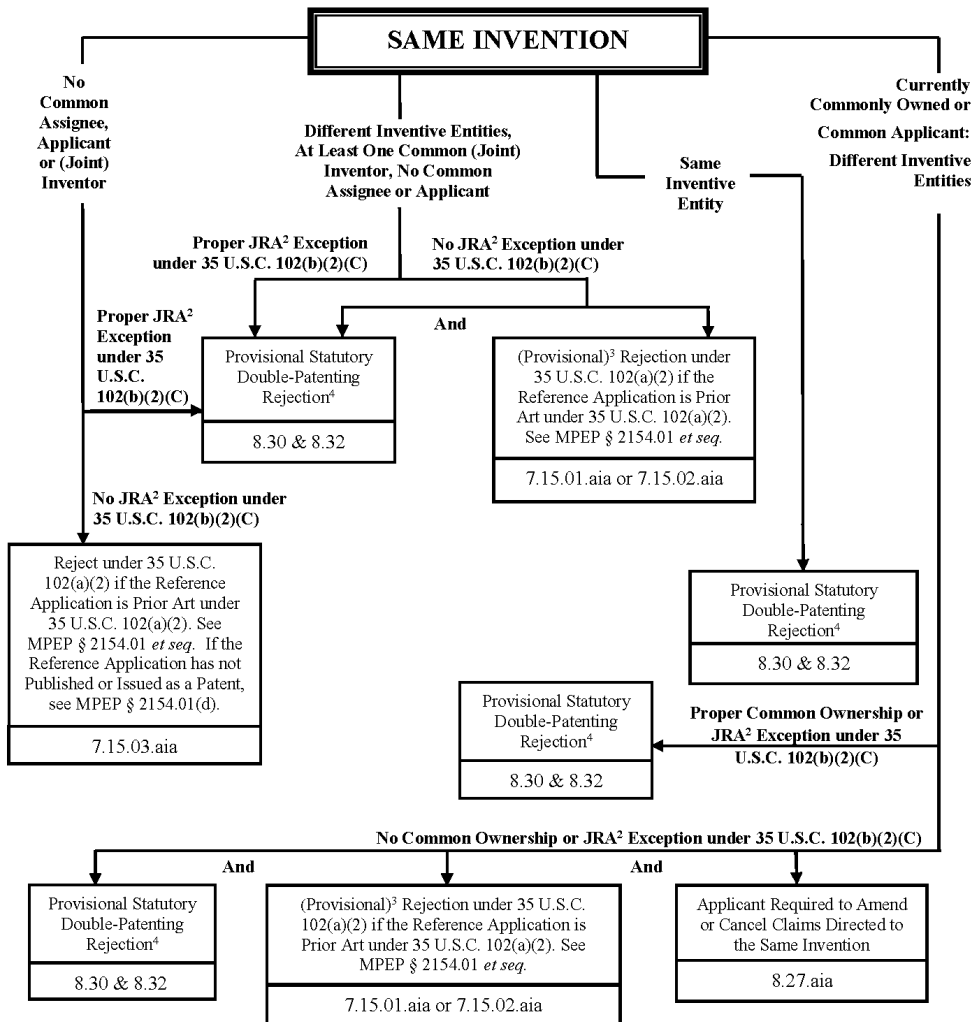 SAME INVENTION
No
Common
Assignee,
Applicant
or (Joint)
Inventor
Different Inventive Entities,
At Least One Common (Joint)
Inventor, No Common
Assignee or Applicant
Same
Inventive
Entity
Currently
Commonly Owned or
Common Applicant:
Different Inventive
Entities
Proper JRA² Exception
under 35 U.S.C. 102(b)(2)(C)
No JRA² Exception under
35 U.S.C. 102(b)(2)(C)
And
Proper JRA²
Exception
under 35
U.S.C.
102(b)(2)(C)
Provisional Statutory
Double-Patenting
Rejection⁴
8.30 & 8.32
(Provisional)³ Rejection under
35 U.S.C. 102(a)(2) if the
Reference Application is Prior
Art under 35 U.S.C. 102(a)(2).
See MPEP § 2154.01 et seq.
7.15.01.aia or 7.15.02.aia
No JRA² Exception under
35 U.S.C. 102(b)(2)(C)
Reject under 35 U.S.C.
102(a)(2) if the Reference
Application is Prior Art under
35 U.S.C. 102(a)(2). See
MPEP § 2154.01 et seq. If the
Reference Application has not
Published or Issued as a Patent,
see MPEP § 2154.01(d).
7.15.03.aia
Provisional Statutory
Double-Patenting
Rejection⁴
8.30 & 8.32
Provisional Statutory
Double-Patenting
Rejection⁴
8.30 & 8.32
Proper Common Ownership or
JRA² Exception under 35
U.S.C. 102(b)(2)(C)
No Common Ownership or JRA² Exception under 35 U.S.C. 102(b)(2)(C)
And
And
Provisional Statutory
Double-Patenting
Rejection⁴
8.30 & 8.32
(Provisional)³ Rejection under 35 U.S.C.
102(a)(2) if the Reference Application is
Prior Art under 35 U.S.C. 102(a)(2). See
MPEP § 2154.01 et seq.
7.15.01.aia or 7.15.02.aia
Applicant Required to Amend
or Cancel Claims Directed to
the Same Invention
8.27.aia